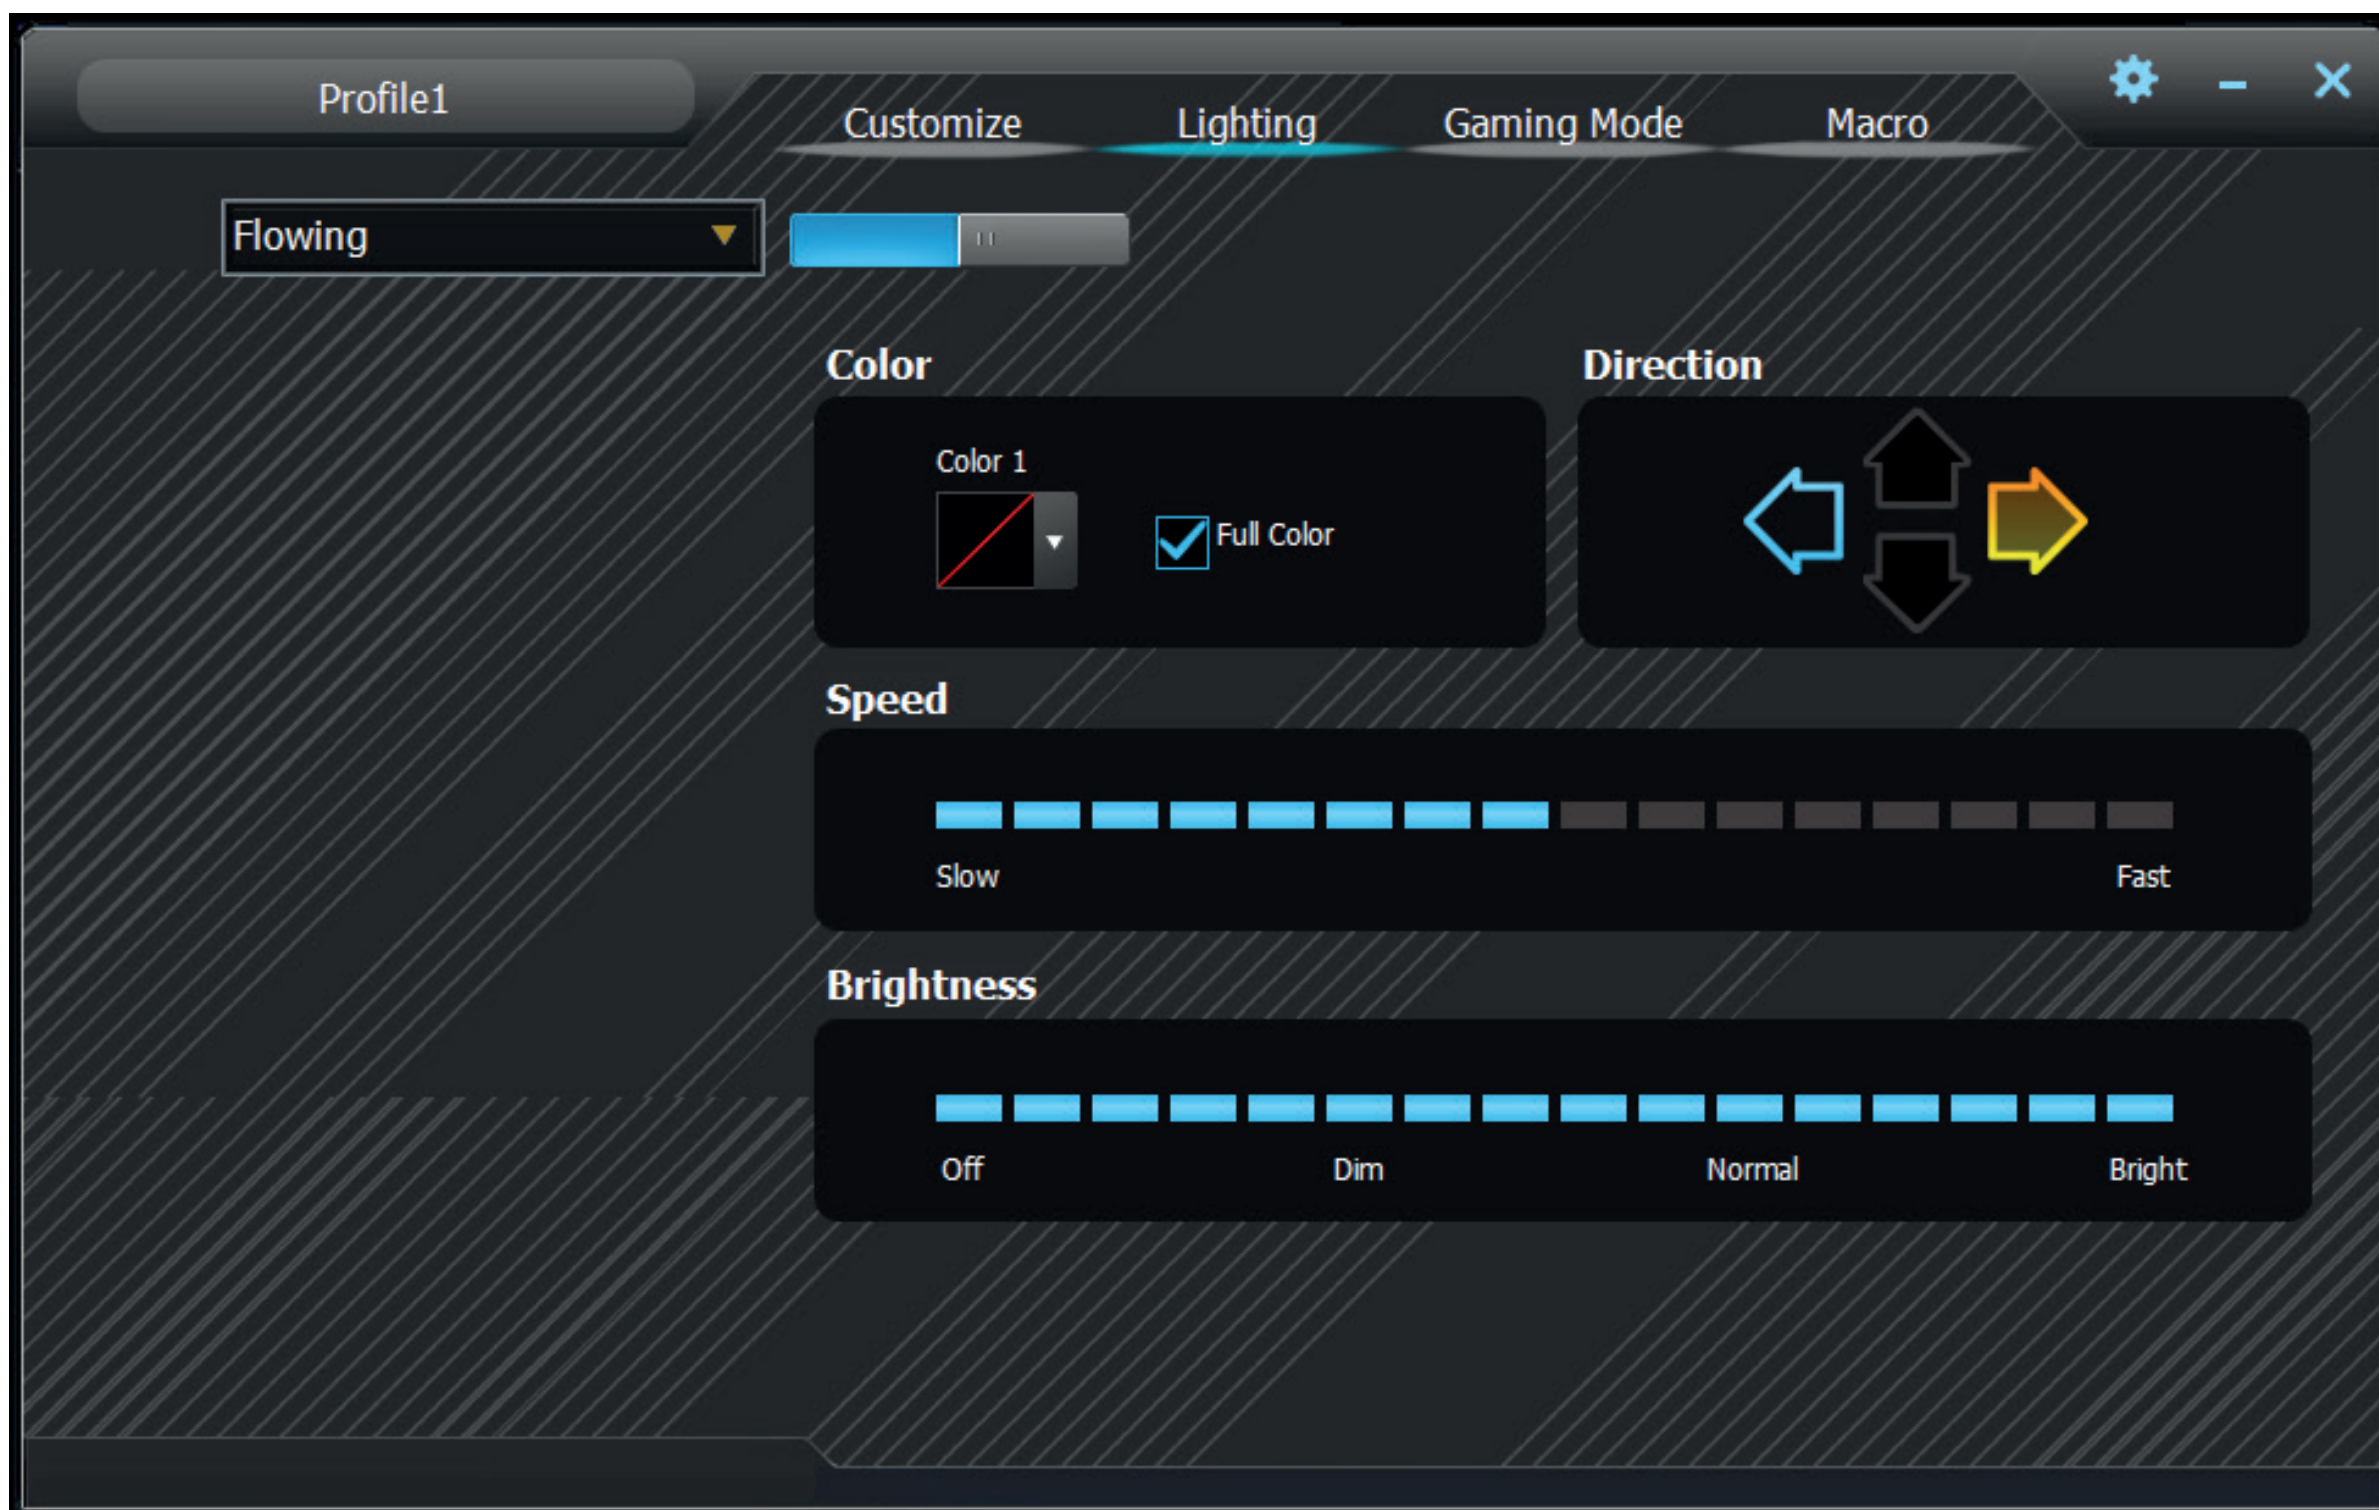 Profile1
Customize Lighting Gaming Mode Macro
Flowing
Color
Direction
Color 1
Full Color
Speed
Slow Fast
Brightness
Off Dim Normal Bright